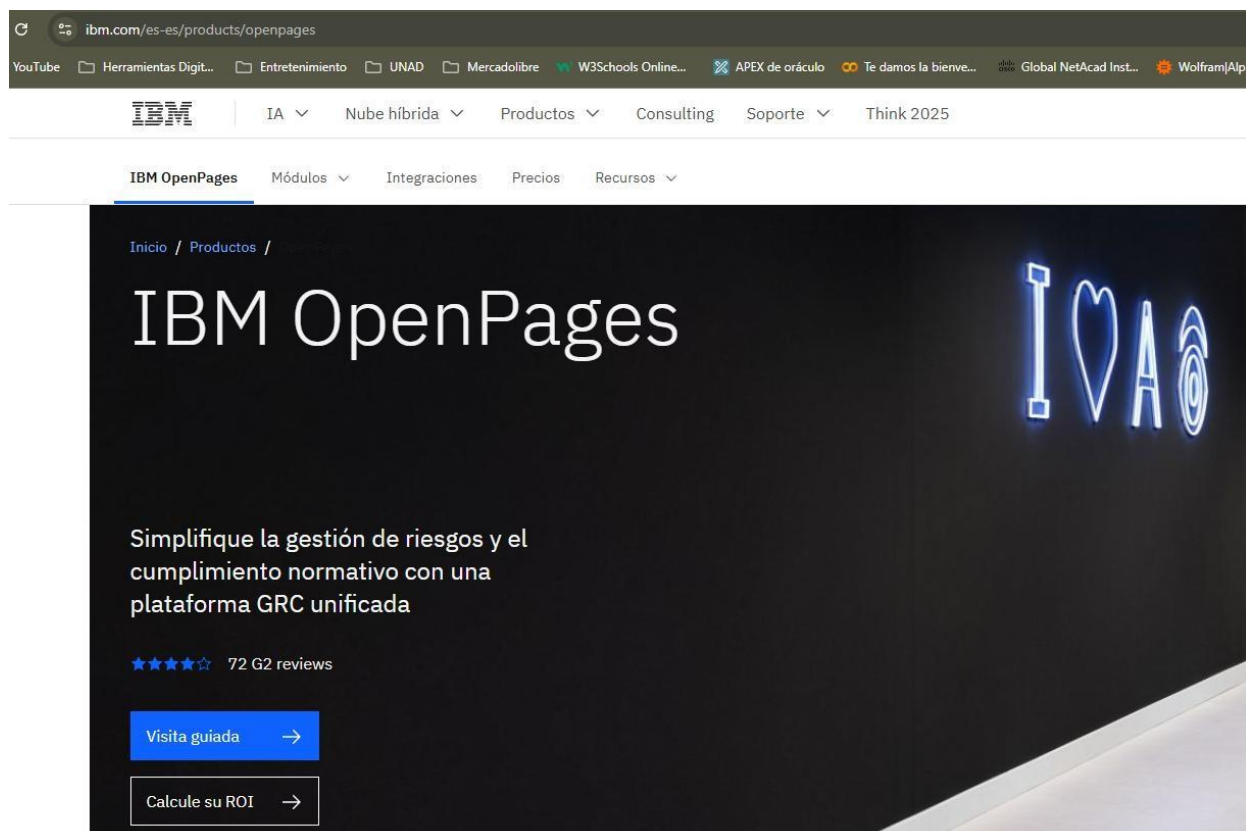 ibm.com/es-es/products/openpages
YouTube Herramientas Digit... Entretenimiento UNAD Mercadolibre W3Schools Online... APEX de oráculo Te damos la bienve... Global NetAcad Inst... Wolfram|Alp
IBM IA Nube híbrida Productos Consulting Soporte Think 2025
IBM OpenPages Módulos Integraciones Precios Recursos
Inicio / Productos /
IBM OpenPages
Simplifique la gestión de riesgos y el
cumplimiento normativo con una
plataforma GRC unificada
72 G2 reviews
Visita guiada
Calcule su ROI
I A